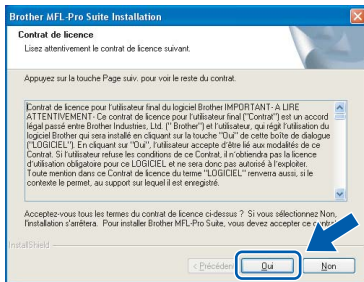 Brother MFL-Pro Suite Installation
Contrat de licence
Lisez attentivement le contrat de licence suivant.
Appuyez sur la touche Page suiv. pour voir le reste du contrat.
Contrat de licence pour l'utilisateur final du logiciel Brother IMPORTANT- A LIRE
ATTENTIVEMENT- Ce contrat de licence pour l'utilisateur final ("Contrat") est un accord
légal passé entre Brother Industries, Ltd. (" Brother") et l'utilisateur, qui régit l'utilisation du
logiciel Brother qui sera installé en cliquant sur la touche "Oui" de cette boîte de dialogue
("LOGICIEL"). En cliquant sur "Oui", l'utilisateur accepte d'être lié aux modalités de ce
Contrat. Si l'utilisateur refuse les conditions de ce Contrat, il n'obtiendra pas la licence
d'utilisation obligatoire pour ce LOGICIEL et ne sera donc pas autorisé à l'exploiter.
Toute mention dans ce Contrat de licence du terme "LOGICIEL" renverra aussi, si le
contexte le permet, au support sur lequel il est enregistré.
Acceptez-vous tous les termes du contrat de licence ci-dessus ? Si vous sélectionnez Non,
l'installation s'arrêtera. Pour installer Brother MFL-Pro Suite, vous devez accepter ce
InstallShield
< Précéden
Oui
Non